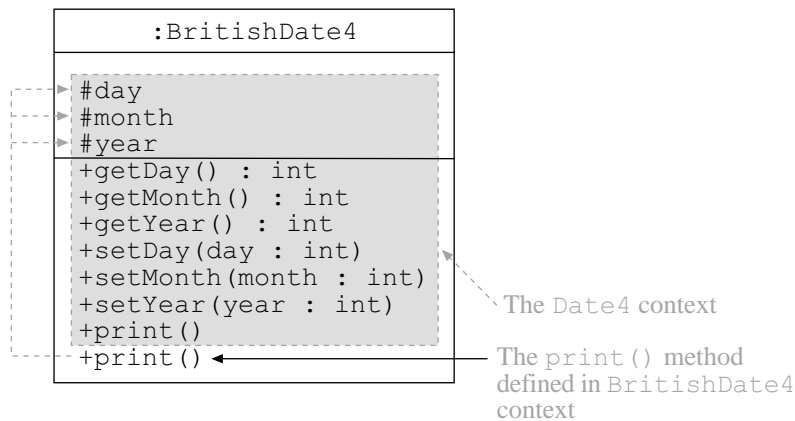 :BritishDate4
#day
#month
#year
+getDay() : int
+getMonth() : int
+getYear() : int
+setDay(day : int)
+setMonth(month : int)
+setYear(year : int)
+print()
+print()
The Date4 context
The print() method
defined in BritishDate4
context